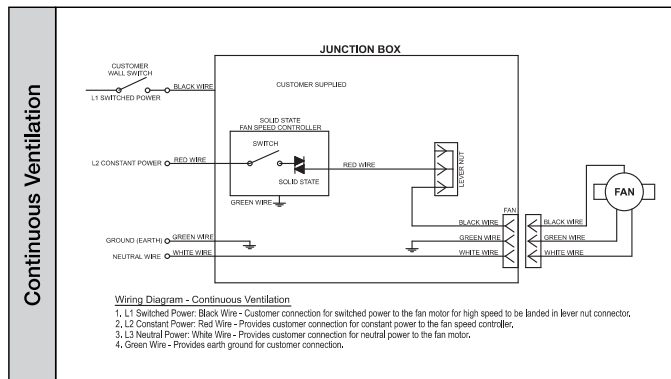 Continuous Ventilation
JUNCTION BOX
CUSTOMER
WALL SWITCH
BLACK WIRE
L1 SWITCHED POWER
CUSTOMER SUPPLIED
SOLID STATE
FAN SPEED CONTROLLER
SWITCH
L2 CONSTANT POWER
RED WIRE
RED WIRE
SOLID STATE
LEVER NUT
GREEN WIRE
FAN
FAN
BLACK WIRE
BLACK WIRE
GROUND (EARTH)
GREEN WIRE
GREEN WIRE
GREEN WIRE
NEUTRAL WIRE
WHITE WIRE
WHITE WIRE
WHITE WIRE
Wiring Diagram - Continuous Ventilation
1. L1 Switched Power: Black Wire - Customer connection for switched power to the fan motor for high speed to be landed in lever nut connector.
2. L2 Constant Power: Red Wire - Provides customer connection for constant power to the fan speed controller.
3. L3 Neutral Power: White Wire - Provides customer connection for neutral power to the fan motor.
4. Green Wire - Provides earth ground for customer connection.